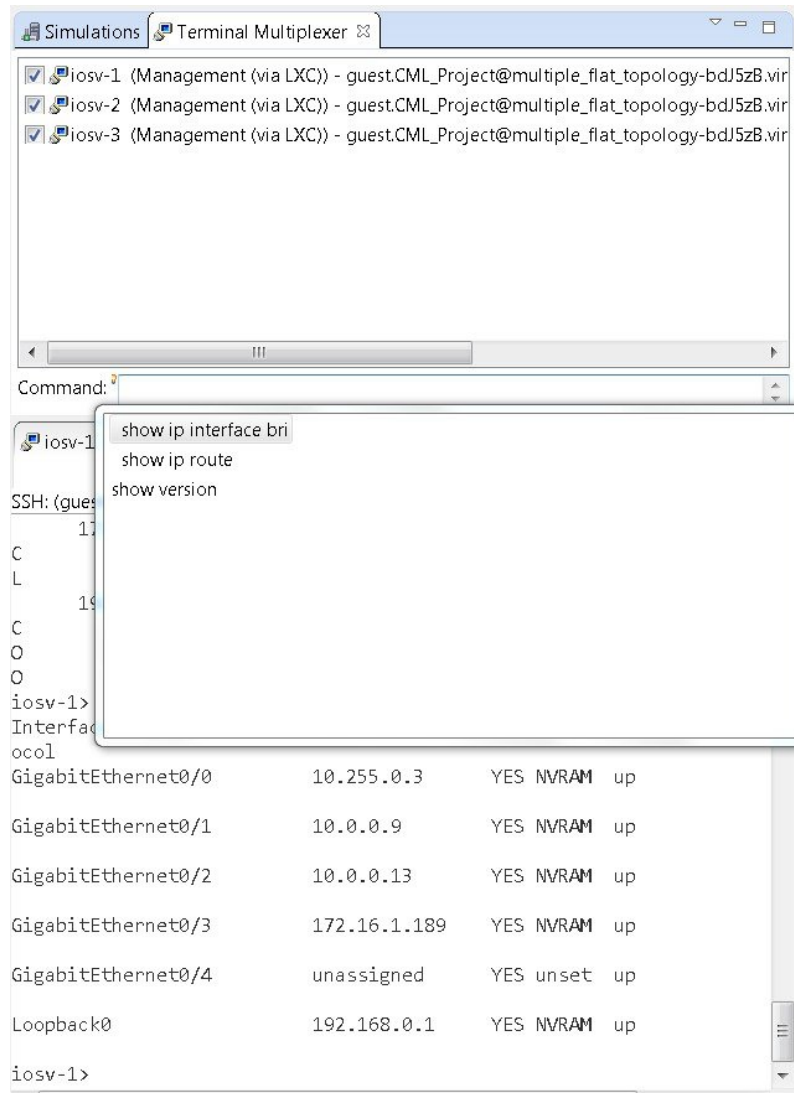 Simulations Terminal Multiplexer
iosv-1 (Management (via LXC)) - guest.CML_Project@multiple_flat_topology-bdJ5zB.vir
iosv-2 (Management (via LXC)) - guest.CML_Project@multiple_flat_topology-bdJ5zB.vir
iosv-3 (Management (via LXC)) - guest.CML_Project@multiple_flat_topology-bdJ5zB.vir
Command:
show ip interface bri
show ip route
show version
iosv-1
SSH: (gues
17
C
L
19
C
O
O
iosv-1>
Interfac
ocol
GigabitEthernet0/0 10.255.0.3 YES NVRAM up
GigabitEthernet0/1 10.0.0.9 YES NVRAM up
GigabitEthernet0/2 10.0.0.13 YES NVRAM up
GigabitEthernet0/3 172.16.1.189 YES NVRAM up
GigabitEthernet0/4 unassigned YES unset up
Loopback0 192.168.0.1 YES NVRAM up
iosv-1>